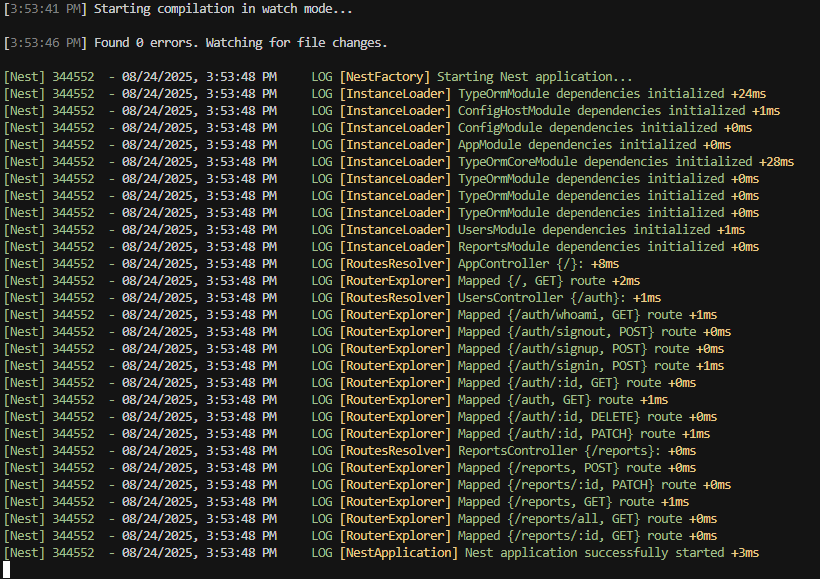 [3:53:41 PM] Starting compilation in watch mode...
[3:53:46 PM] Found 0 errors. Watching for file changes.
[Nest] 344552  - 08/24/2025, 3:53:48 PM     LOG [NestFactory] Starting Nest application...
[Nest] 344552  - 08/24/2025, 3:53:48 PM     LOG [InstanceLoader] TypeOrmModule dependencies initialized +24ms
[Nest] 344552  - 08/24/2025, 3:53:48 PM     LOG [InstanceLoader] ConfigHostModule dependencies initialized +1ms
[Nest] 344552  - 08/24/2025, 3:53:48 PM     LOG [InstanceLoader] ConfigModule dependencies initialized +0ms
[Nest] 344552  - 08/24/2025, 3:53:48 PM     LOG [InstanceLoader] AppModule dependencies initialized +0ms
[Nest] 344552  - 08/24/2025, 3:53:48 PM     LOG [InstanceLoader] TypeOrmCoreModule dependencies initialized +28ms
[Nest] 344552  - 08/24/2025, 3:53:48 PM     LOG [InstanceLoader] TypeOrmModule dependencies initialized +0ms
[Nest] 344552  - 08/24/2025, 3:53:48 PM     LOG [InstanceLoader] TypeOrmModule dependencies initialized +0ms
[Nest] 344552  - 08/24/2025, 3:53:48 PM     LOG [InstanceLoader] TypeOrmModule dependencies initialized +0ms
[Nest] 344552  - 08/24/2025, 3:53:48 PM     LOG [InstanceLoader] UsersModule dependencies initialized +1ms
[Nest] 344552  - 08/24/2025, 3:53:48 PM     LOG [InstanceLoader] ReportsModule dependencies initialized +0ms
[Nest] 344552  - 08/24/2025, 3:53:48 PM     LOG [RoutesResolver] AppController {/}: +8ms
[Nest] 344552  - 08/24/2025, 3:53:48 PM     LOG [RouterExplorer] Mapped {/, GET} route +2ms
[Nest] 344552  - 08/24/2025, 3:53:48 PM     LOG [RoutesResolver] UsersController {/auth}: +1ms
[Nest] 344552  - 08/24/2025, 3:53:48 PM     LOG [RouterExplorer] Mapped {/auth/whoami, GET} route +1ms
[Nest] 344552  - 08/24/2025, 3:53:48 PM     LOG [RouterExplorer] Mapped {/auth/signout, POST} route +0ms
[Nest] 344552  - 08/24/2025, 3:53:48 PM     LOG [RouterExplorer] Mapped {/auth/signup, POST} route +0ms
[Nest] 344552  - 08/24/2025, 3:53:48 PM     LOG [RouterExplorer] Mapped {/auth/signin, POST} route +1ms
[Nest] 344552  - 08/24/2025, 3:53:48 PM     LOG [RouterExplorer] Mapped {/auth/:id, GET} route +0ms
[Nest] 344552  - 08/24/2025, 3:53:48 PM     LOG [RouterExplorer] Mapped {/auth, GET} route +1ms
[Nest] 344552  - 08/24/2025, 3:53:48 PM     LOG [RouterExplorer] Mapped {/auth/:id, DELETE} route +0ms
[Nest] 344552  - 08/24/2025, 3:53:48 PM     LOG [RouterExplorer] Mapped {/auth/:id, PATCH} route +1ms
[Nest] 344552  - 08/24/2025, 3:53:48 PM     LOG [RoutesResolver] ReportsController {/reports}: +0ms
[Nest] 344552  - 08/24/2025, 3:53:48 PM     LOG [RouterExplorer] Mapped {/reports, POST} route +0ms
[Nest] 344552  - 08/24/2025, 3:53:48 PM     LOG [RouterExplorer] Mapped {/reports/:id, PATCH} route +0ms
[Nest] 344552  - 08/24/2025, 3:53:48 PM     LOG [RouterExplorer] Mapped {/reports, GET} route +1ms
[Nest] 344552  - 08/24/2025, 3:53:48 PM     LOG [RouterExplorer] Mapped {/reports/all, GET} route +0ms
[Nest] 344552  - 08/24/2025, 3:53:48 PM     LOG [RouterExplorer] Mapped {/reports/:id, GET} route +0ms
[Nest] 344552  - 08/24/2025, 3:53:48 PM     LOG [NestApplication] Nest application successfully started +3ms